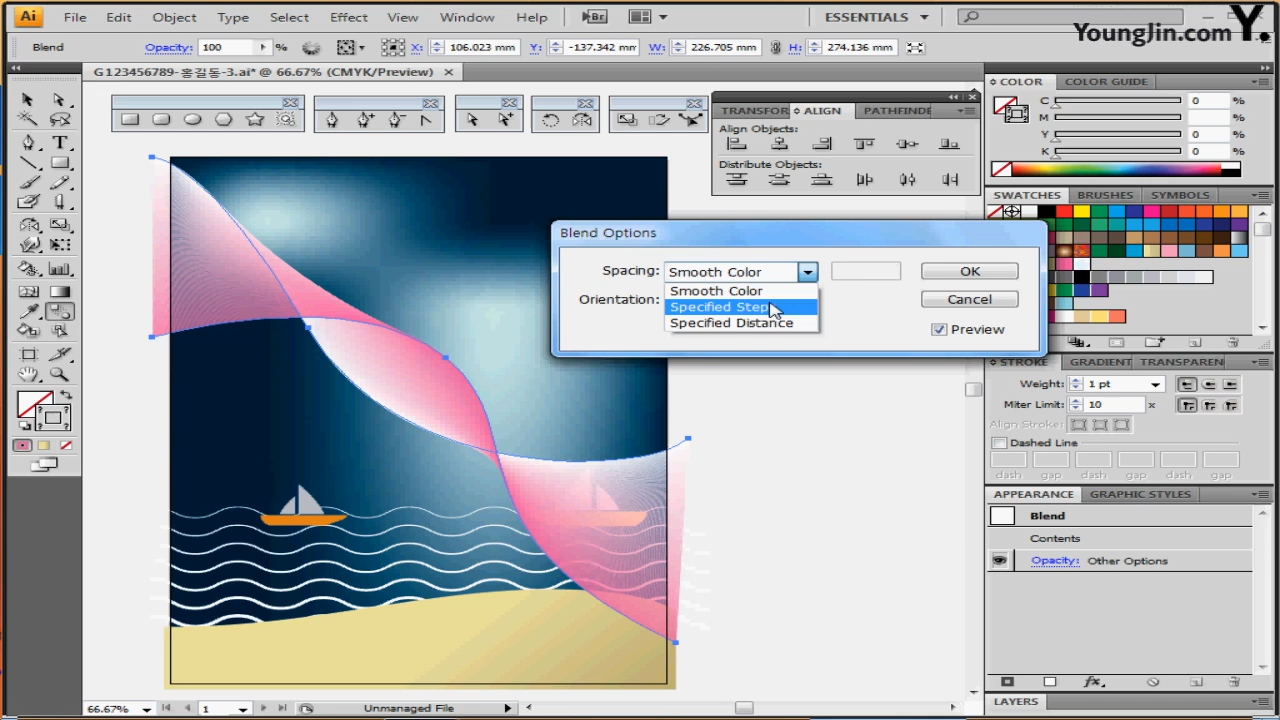 Ai File Edit Object Type Select Effect View Window Help Br ESSENTIALS
YoungJin.com Y.
Blend Opacity: 100 % X: 106.023 mm Y: -137.342 mm W: 226.705 mm H: 274.136 mm
G123456789-홍길동-3.ai* @ 66.67% (CMYK/Preview) ×
COLOR COLOR GUIDE
C 0 %
M %
Y 0 %
K 0 %
TRANSFOR ALIGN PATHFINDE
Align Objects:
Distribute Objects:
SWATCHES BRUSHES SYMBOLS
Blend Options
Spacing: Smooth Color OK
Smooth Color
Orientation: Specified Step Cancel
Specified Distance Preview
STROKE GRADIENT TRANSPAREN
Weight: 1 pt
Miter Limit: 10 x
Align Stroke:
Dashed Line
dash gap dash gap dash gap
APPEARANCE GRAPHIC STYLES
Blend
Contents
Opacity: Other Options
fx
LAYERS
66.67% 1 Unmanaged File